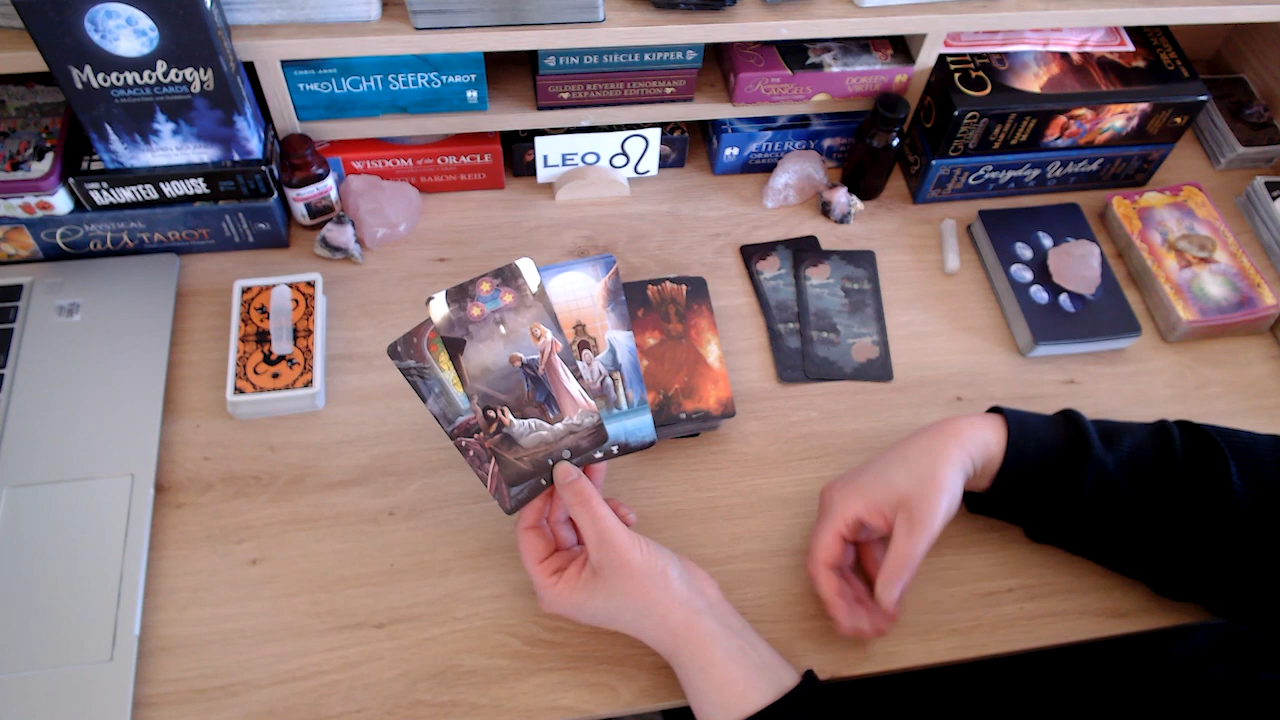 Moonology
ORACLE CARDS
HAUNTED HOUSE
MYSTICAL
Cats TAROT
CHRIS-ANNE
THE LIGHT SEER'S TAROT
WISDOM of the ORACLE
COLETTE BARON-REID
FIN DE SIÈCLE KIPPER
GILDED REVERIE LENORMAND
EXPANDED EDITION
LEO
ANGELS
DOREEN
VIRTUE
ENERGY
ORACLE
GILDED
Everyday Witch
TAROT